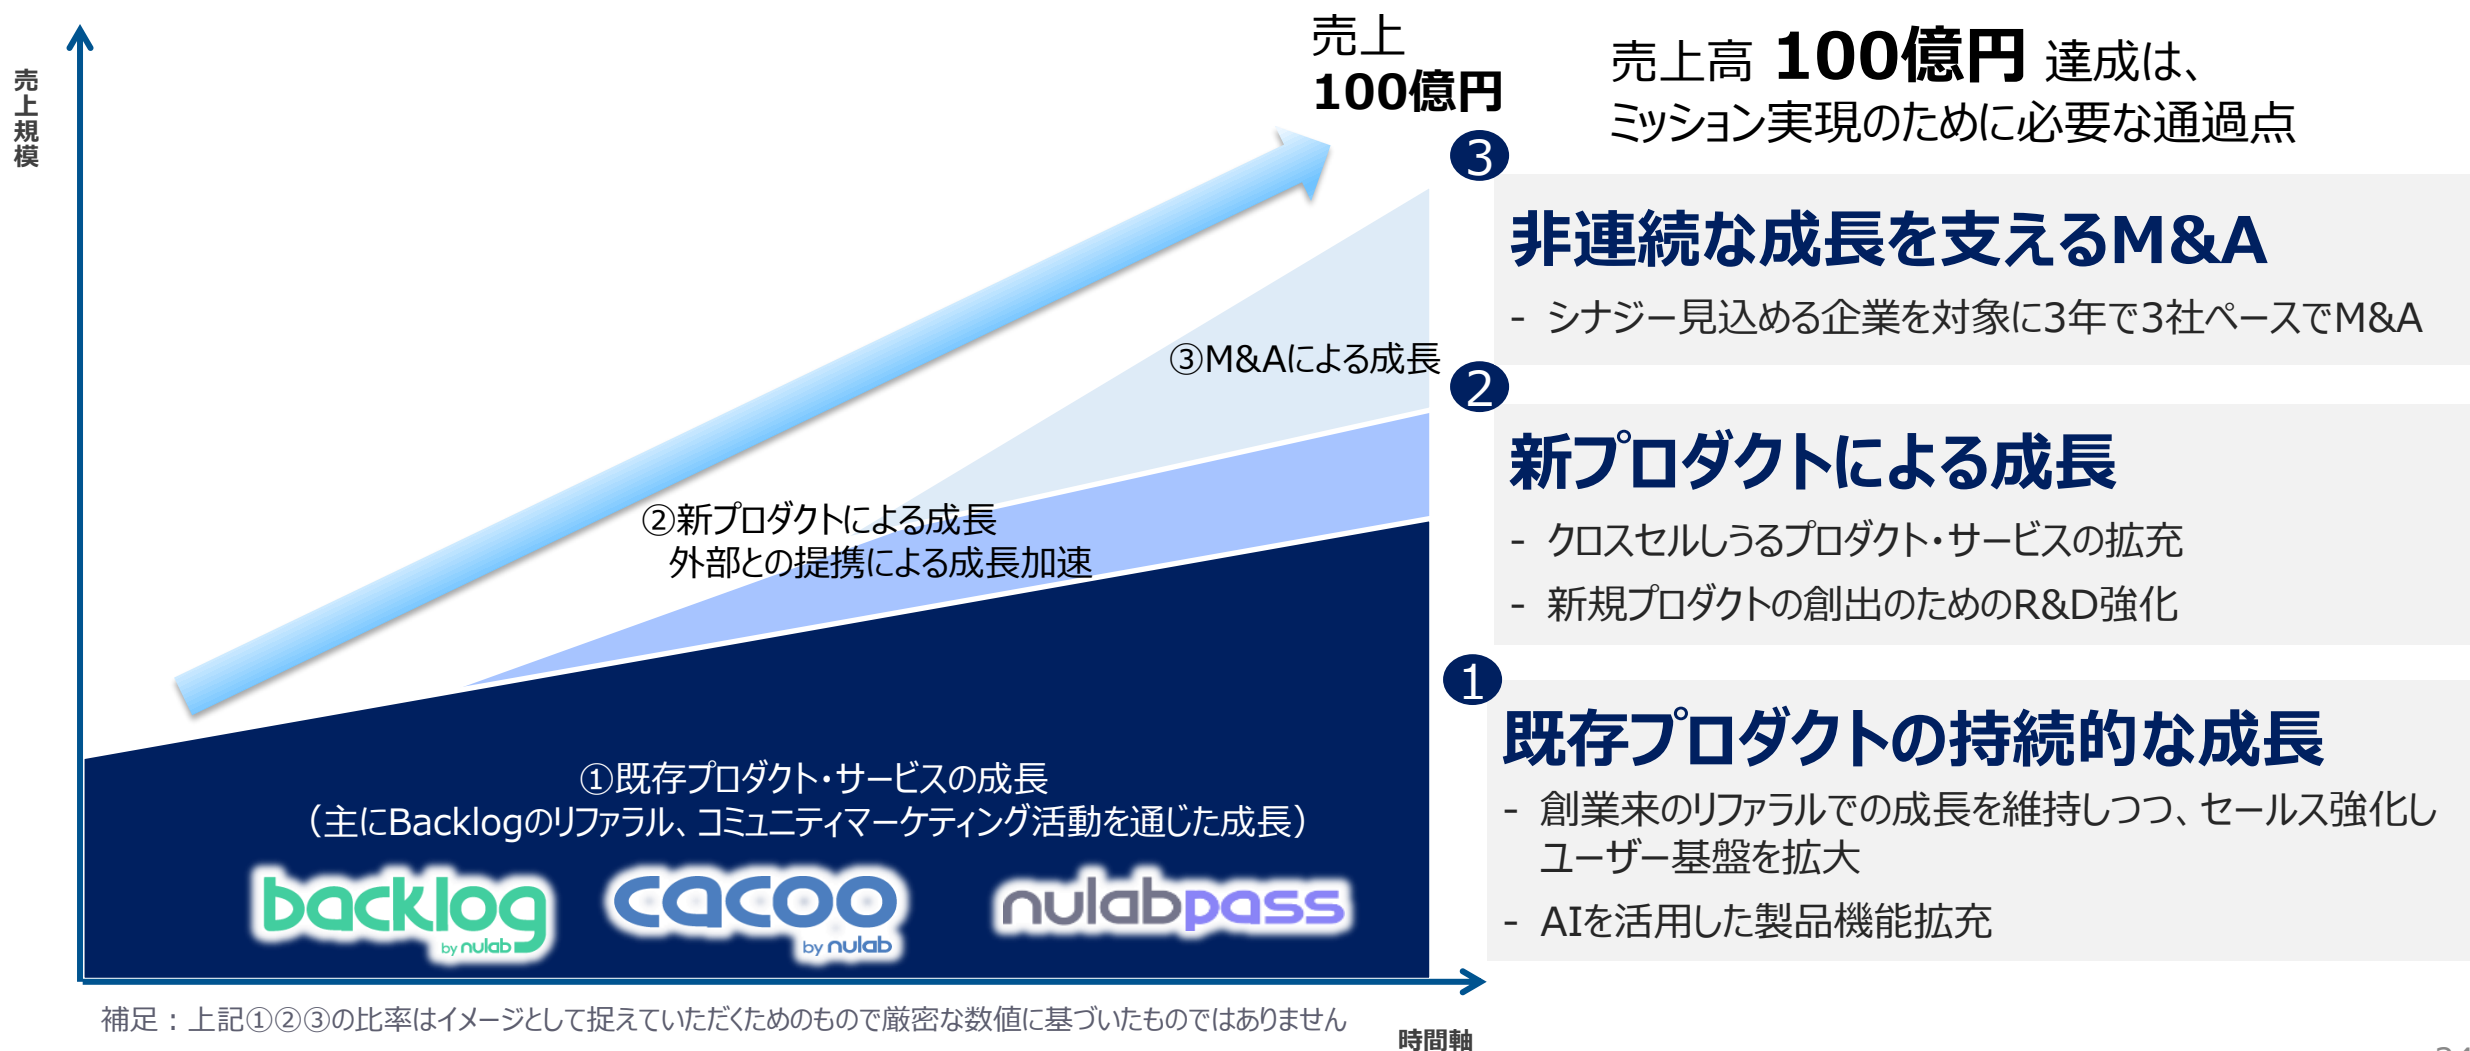 売上規模
売上
100億円
③M&Aによる成長
②新プロダクトによる成長
外部との提携による成長加速
①既存プロダクト・サービスの成長
（主にBacklogのリファラル、コミュニティマーケティング活動を通じた成長）
backlog
by nulab
cacoo
by nulab
nulabpass
時間軸
補足：上記①②③の比率はイメージとして捉えていただくためのもので厳密な数値に基づいたものではありません
売上高 100億円 達成は、
ミッション実現のために必要な通過点
3
非連続な成長を支えるM&A
- シナジー見込める企業を対象に3年で3社ペースでM&A
2
新プロダクトによる成長
- クロスセルしうるプロダクト・サービスの拡充
- 新規プロダクトの創出のためのR&D強化
1
既存プロダクトの持続的な成長
- 創業来のリファラルでの成長を維持しつつ、セールス強化し
ユーザー基盤を拡大
- AIを活用した製品機能拡充